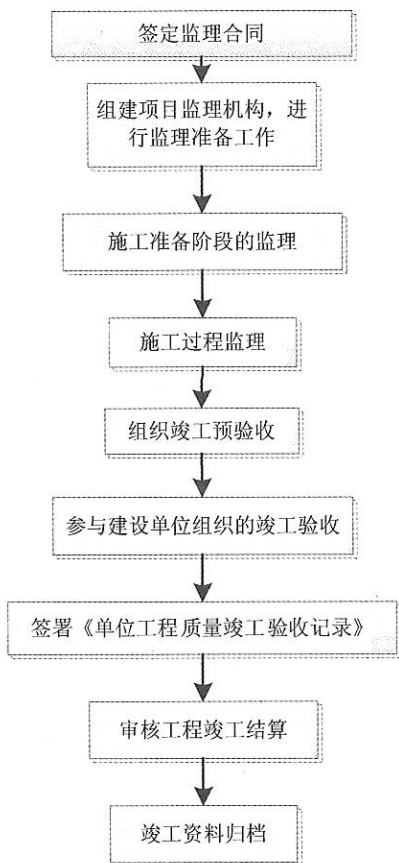 签定监理合同
组建项目监理机构，进
行监理准备工作
施工准备阶段的监理
施工过程监理
组织竣工预验收
参与建设单位组织的竣工验收
签署《单位工程质量竣工验收记录》
审核工程竣工结算
竣工资料归档